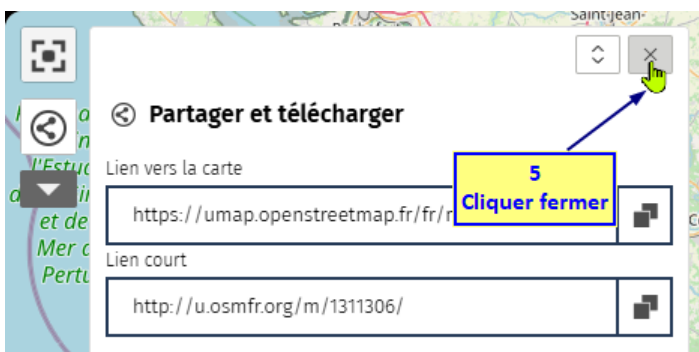 Saint-Jean-
Partager et télécharger
l'Estua
et de
Mer d
Pertu
Lien vers la carte
https://umap.openstreetmap.fr/fr/
5
Cliquer fermer
Lien court
http://u.osmfr.org/m/1311306/